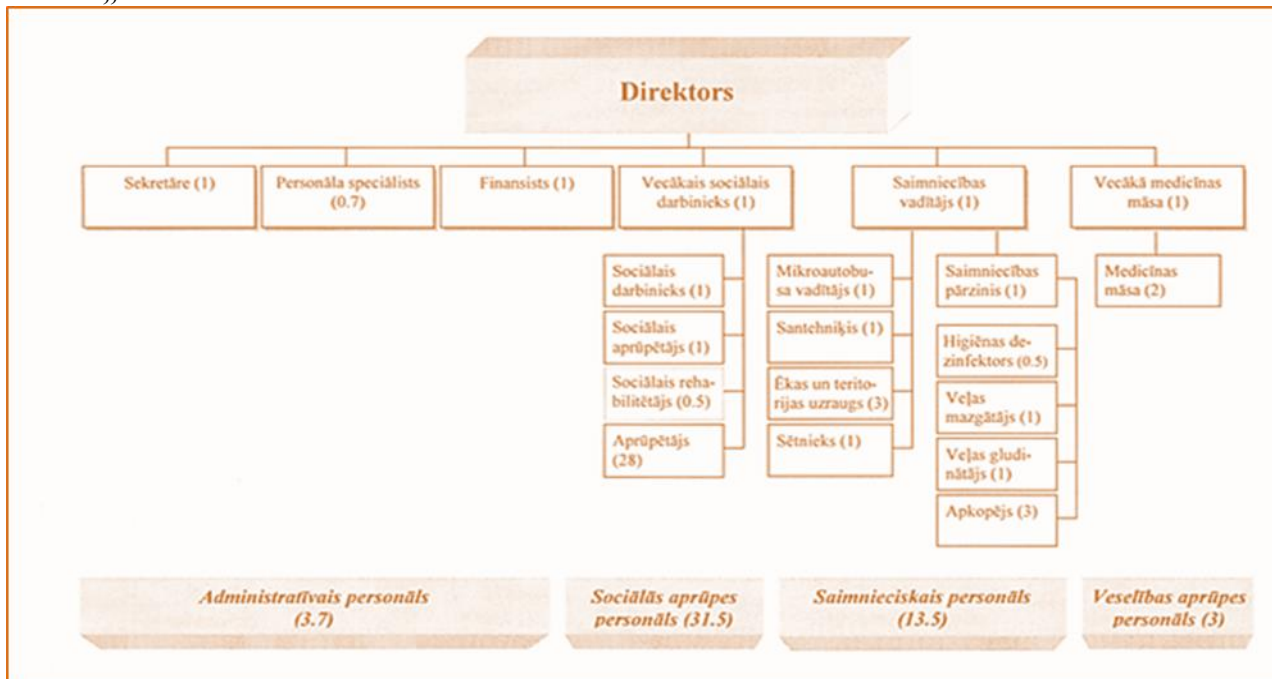 „
Direktors
Sekretāre (1)
Personāla speciālists
(0.7)
Finansists (1)
Vecākais sociālais
darbinieks (1)
Saimniecības
vadītājs (1)
Vecākā medicīnas
māsa (1)
Sociālais
darbinieks (1)
Sociālais
aprūpētājs (1)
Sociālais reha-
bilitētājs (0.5)
Aprūpētājs
(28)
Mikroautobu-
sa vadītājs (1)
Santehniķis (1)
Ēkas un terito-
rijas uzraugs (3)
Sētnieks (1)
Saimniecības
pārzinis (1)
Higiēnas de-
zinfektors (0.5)
Veļas
mazgātājs (1)
Veļas gludi-
nātājs (1)
Apkopējs (3)
Medicīnas
māsa (2)
Administratīvais personāls
(3.7)
Sociālās aprūpes
personāls (31.5)
Saimnieciskais personāls
(13.5)
Veselības aprūpes
personāls (3)